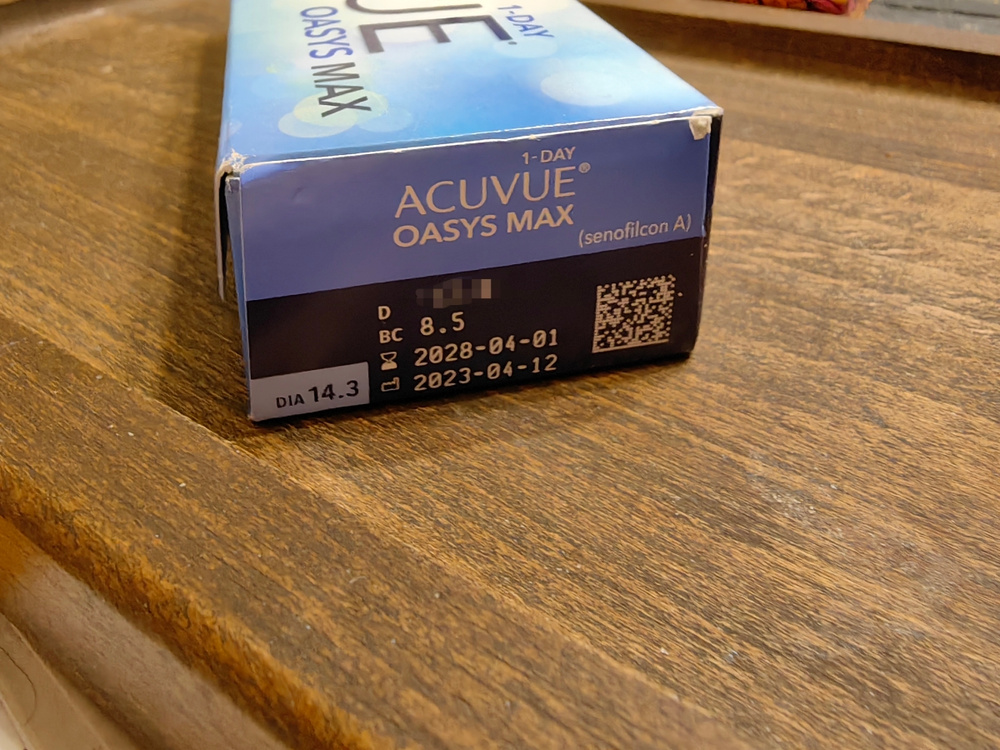 1-DAY
UE®
OASYS MAX
1-DAY
ACUVUE®
OASYS MAX
(senofilcon A)
D
BC 8.5
2028-04-01
2023-04-12
DIA 14.3